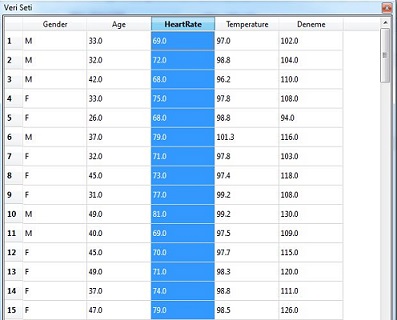 Veri Seti
Gender Age HeartRate Temperature Deneme
1 M 33.0 69.0 97.0 102.0
2 M 32.0 72.0 98.8 104.0
3 M 42.0 68.0 96.2 110.0
4 F 33.0 75.0 97.8 108.0
5 F 26.0 68.0 98.8 94.0
6 M 37.0 79.0 101.3 116.0
7 F 32.0 71.0 97.8 103.0
8 F 45.0 73.0 97.4 118.0
9 F 31.0 77.0 99.2 108.0
10 M 49.0 81.0 99.2 130.0
11 M 40.0 69.0 97.5 109.0
12 F 45.0 70.0 97.7 115.0
13 F 49.0 71.0 98.3 120.0
14 F 37.0 74.0 98.8 111.0
15 F 47.0 79.0 98.5 126.0